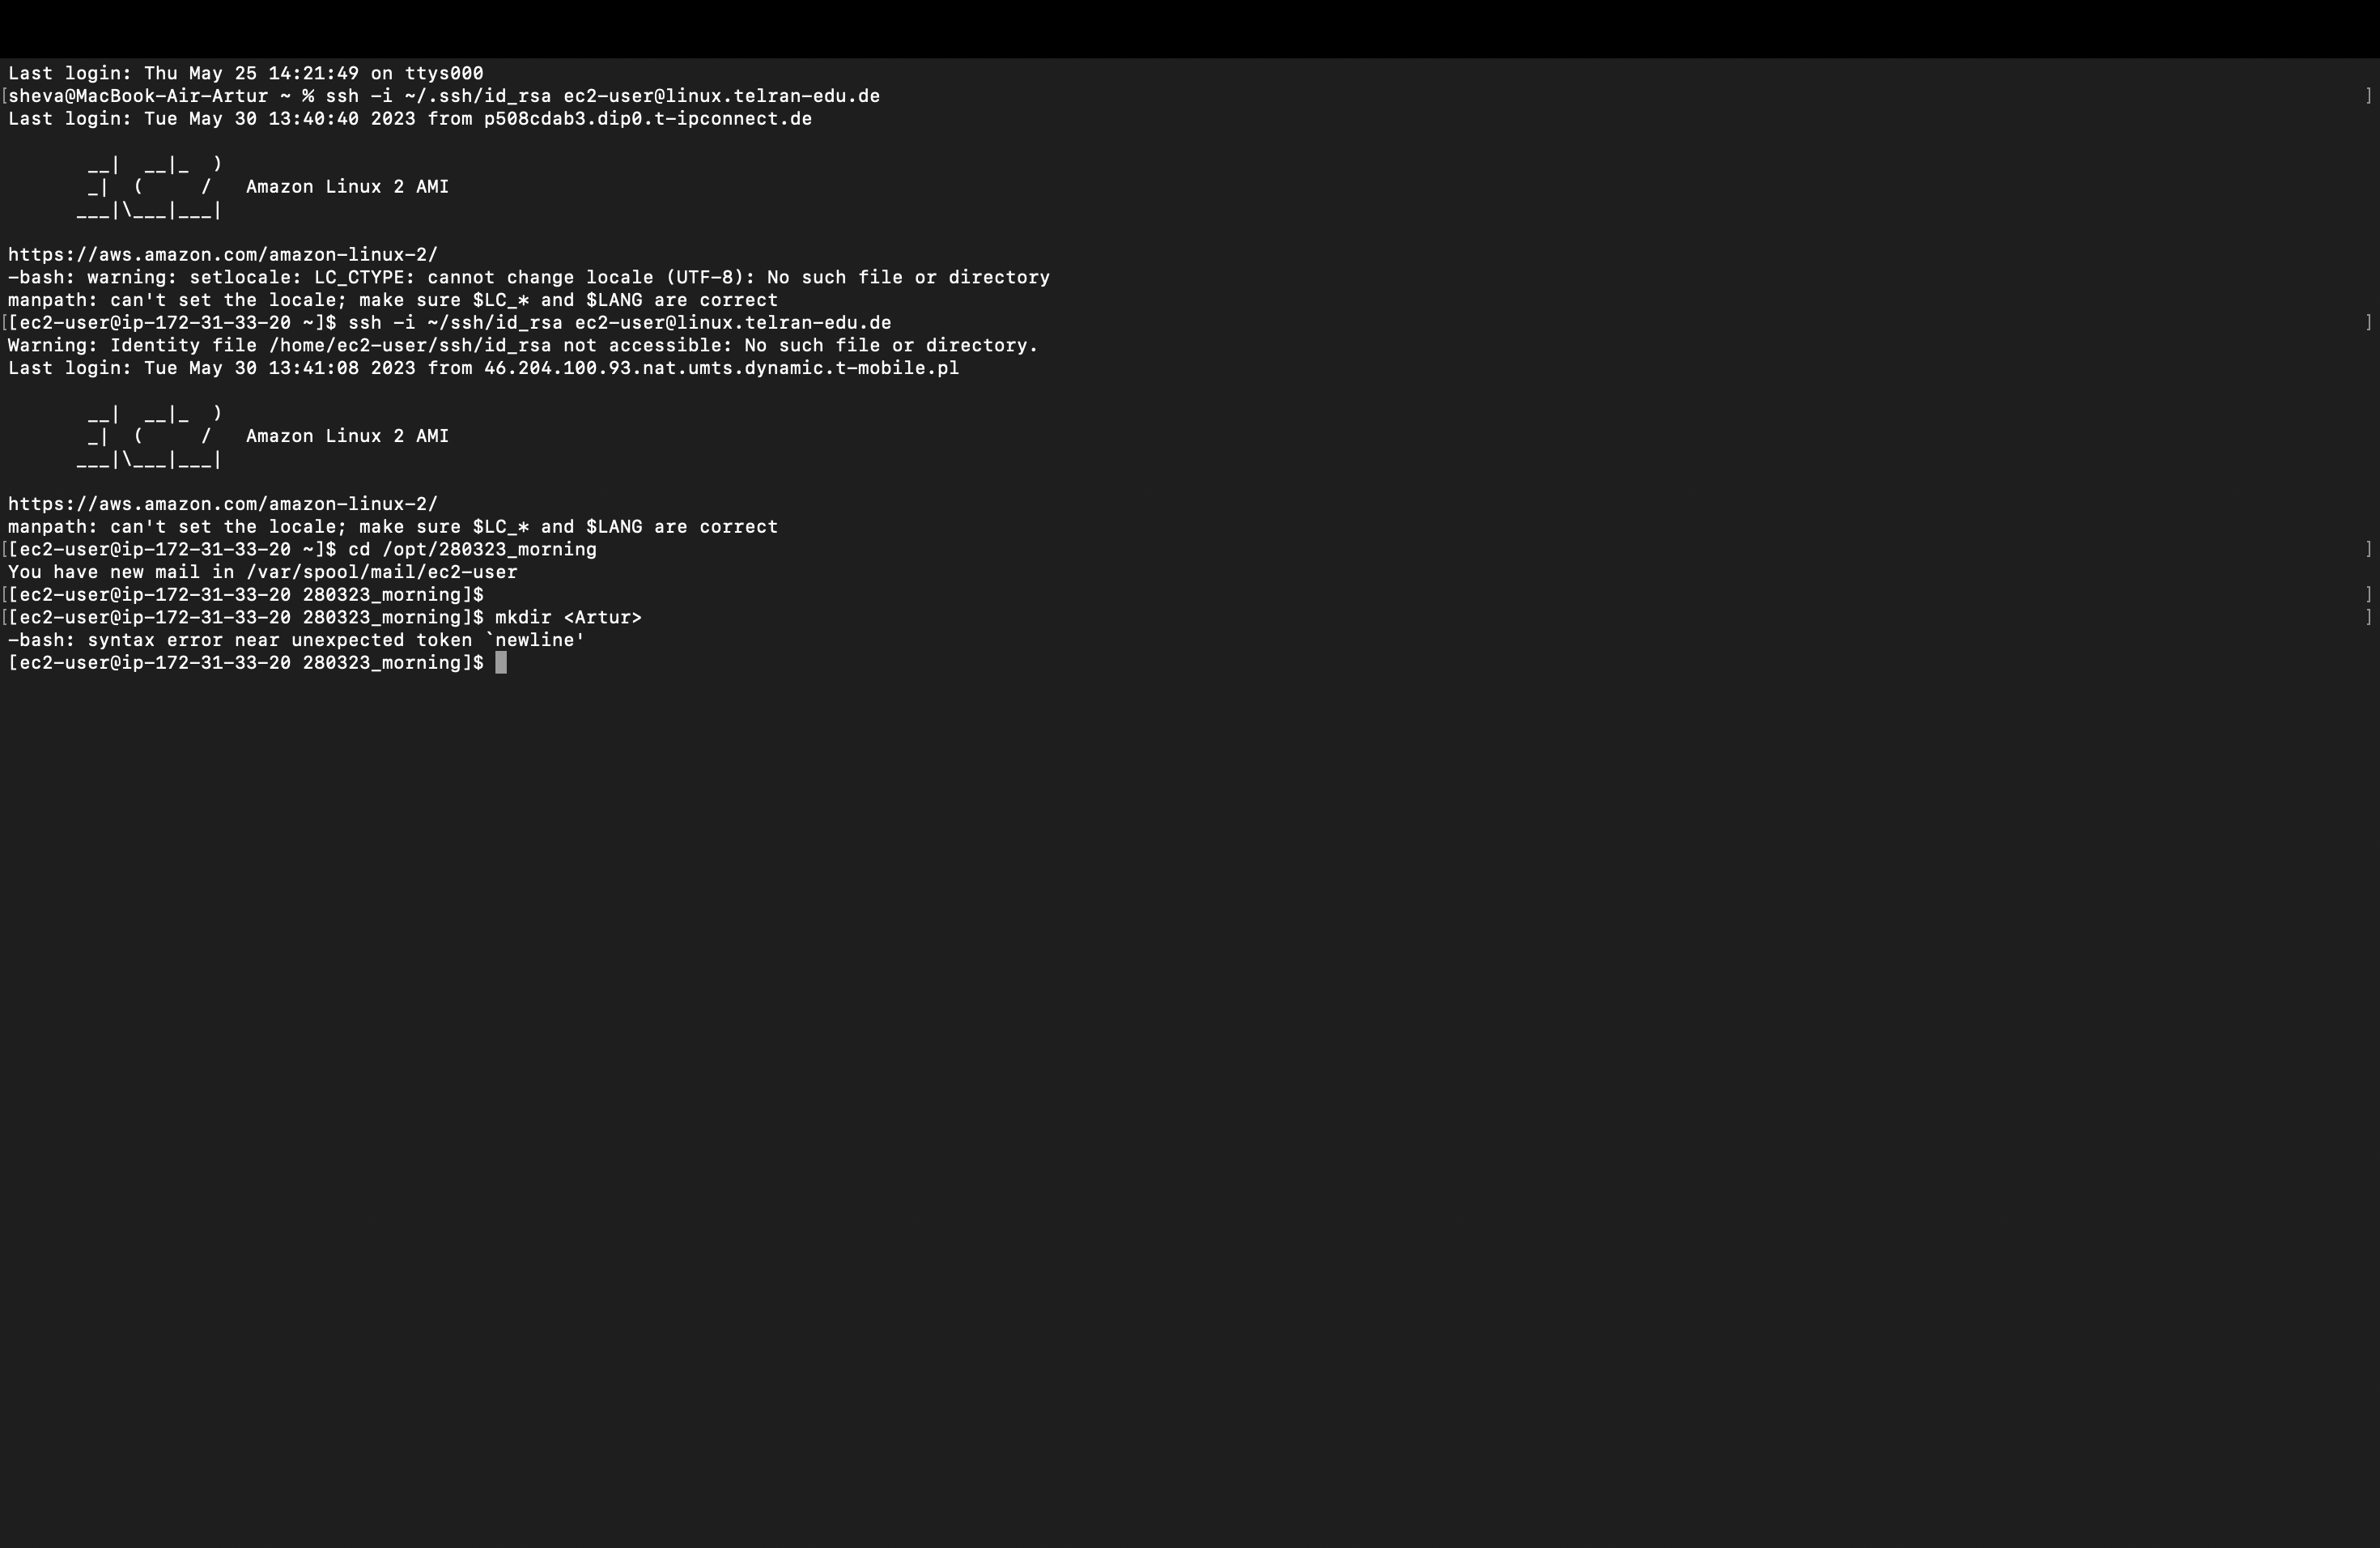 Last login: Thu May 25 14:21:49 on ttys000
[sheva@MacBook-Air-Artur ~ % ssh -i ~/.ssh/id_rsa ec2-user@linux.telran-edu.de ]
Last login: Tue May 30 13:40:40 2023 from p508cdab3.dip0.t-ipconnect.de

       __|  __|_  )
       _|  (     /   Amazon Linux 2 AMI
      ___|\___|___|

https://aws.amazon.com/amazon-linux-2/
-bash: warning: setlocale: LC_CTYPE: cannot change locale (UTF-8): No such file or directory
manpath: can't set the locale; make sure $LC_* and $LANG are correct
[[ec2-user@ip-172-31-33-20 ~]$ ssh -i ~/ssh/id_rsa ec2-user@linux.telran-edu.de ]
Warning: Identity file /home/ec2-user/ssh/id_rsa not accessible: No such file or directory.
Last login: Tue May 30 13:41:08 2023 from 46.204.100.93.nat.umts.dynamic.t-mobile.pl

       __|  __|_  )
       _|  (     /   Amazon Linux 2 AMI
      ___|\___|___|

https://aws.amazon.com/amazon-linux-2/
manpath: can't set the locale; make sure $LC_* and $LANG are correct
[[ec2-user@ip-172-31-33-20 ~]$ cd /opt/280323_morning ]
You have new mail in /var/spool/mail/ec2-user
[[ec2-user@ip-172-31-33-20 280323_morning]$ ]
[[ec2-user@ip-172-31-33-20 280323_morning]$ mkdir <Artur> ]
-bash: syntax error near unexpected token `newline'
[ec2-user@ip-172-31-33-20 280323_morning]$